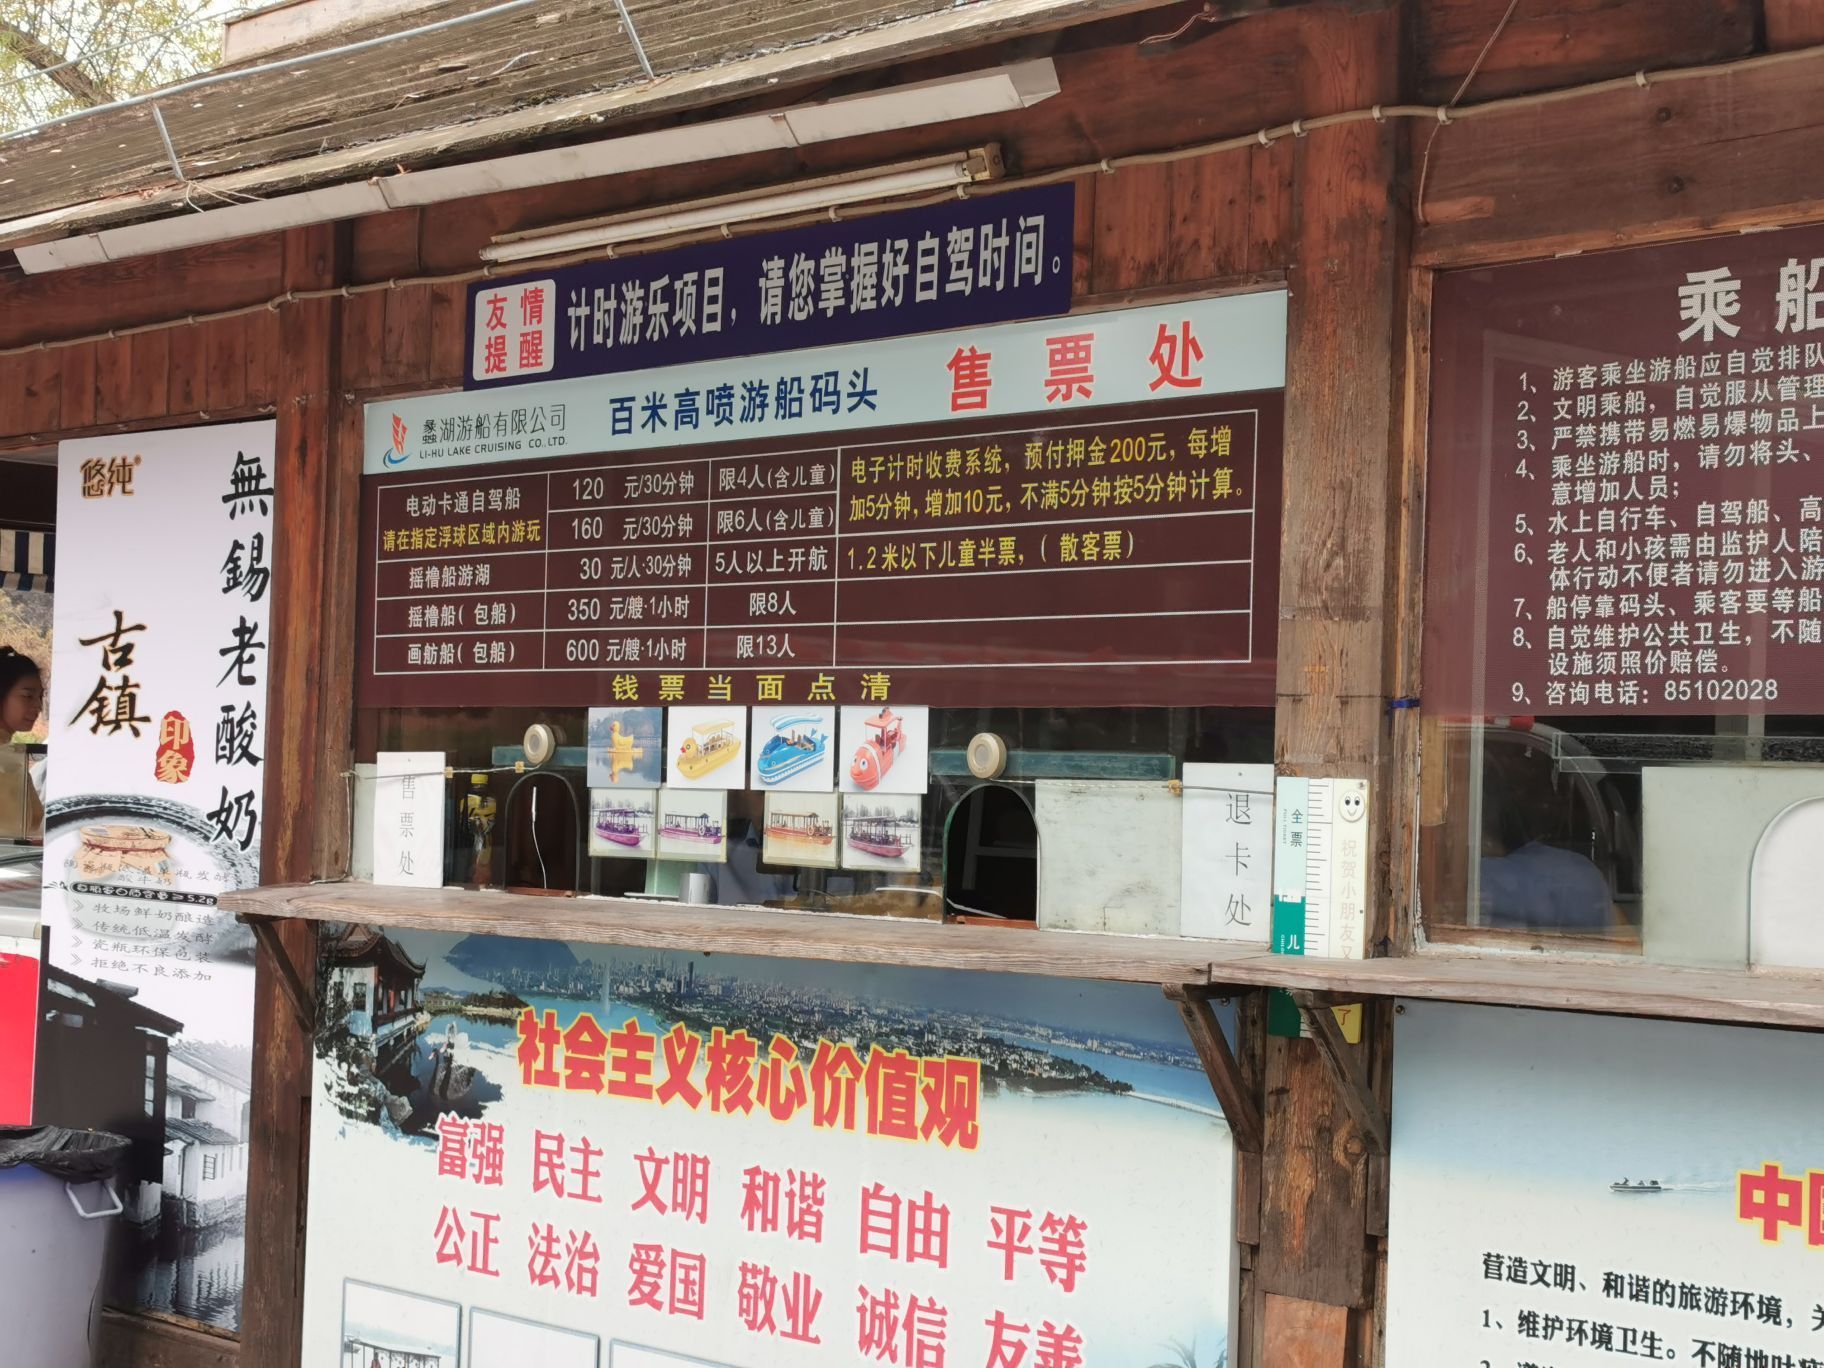 友情提醒
计时游乐项目，请您掌握好自驾时间。
蠡湖游船有限公司
LI-HU LAKE CRUISING CO.,LTD.
百米高喷游船码头
售票处
电动卡通自驾船
请在指定浮球区域内游玩
120 元/30分钟 限4人(含儿童)
160 元/30分钟 限6人(含儿童)
电子计时收费系统，预付押金200元，每增
加5分钟，增加10元，不满5分钟按5分钟计算。
摇橹船游湖 30 元/人·30分钟 5人以上开航 1.2米以下儿童半票，（散客票）
摇橹船（包船） 350 元/艘·1小时 限8人
画舫船（包船） 600 元/艘·1小时 限13人
钱票当面点清
售票处
退卡处
全票
儿
祝贺小朋友又
了
悠纯
無錫老酸奶
古镇
印象
牧场鲜奶酿造
传统低温发酵
瓷瓶环保包装
拒绝不良添加
乘船
1、游客乘坐游船应自觉排队
2、文明乘船，自觉服从管理
3、严禁携带易燃易爆物品上
4、乘坐游船时，请勿将头、
意增加人员；
5、水上自行车、自驾船、高
6、老人和小孩需由监护人陪
体行动不便者请勿进入游
7、船停靠码头、乘客要等船
8、自觉维护公共卫生，不随
设施须照价赔偿。
9、咨询电话：85102028
社会主义核心价值观
富强 民主 文明 和谐 自由 平等
公正 法治 爱国 敬业 诚信 友善
中国
营造文明、和谐的旅游环境，关
1、维护环境卫生。不随地吐痰